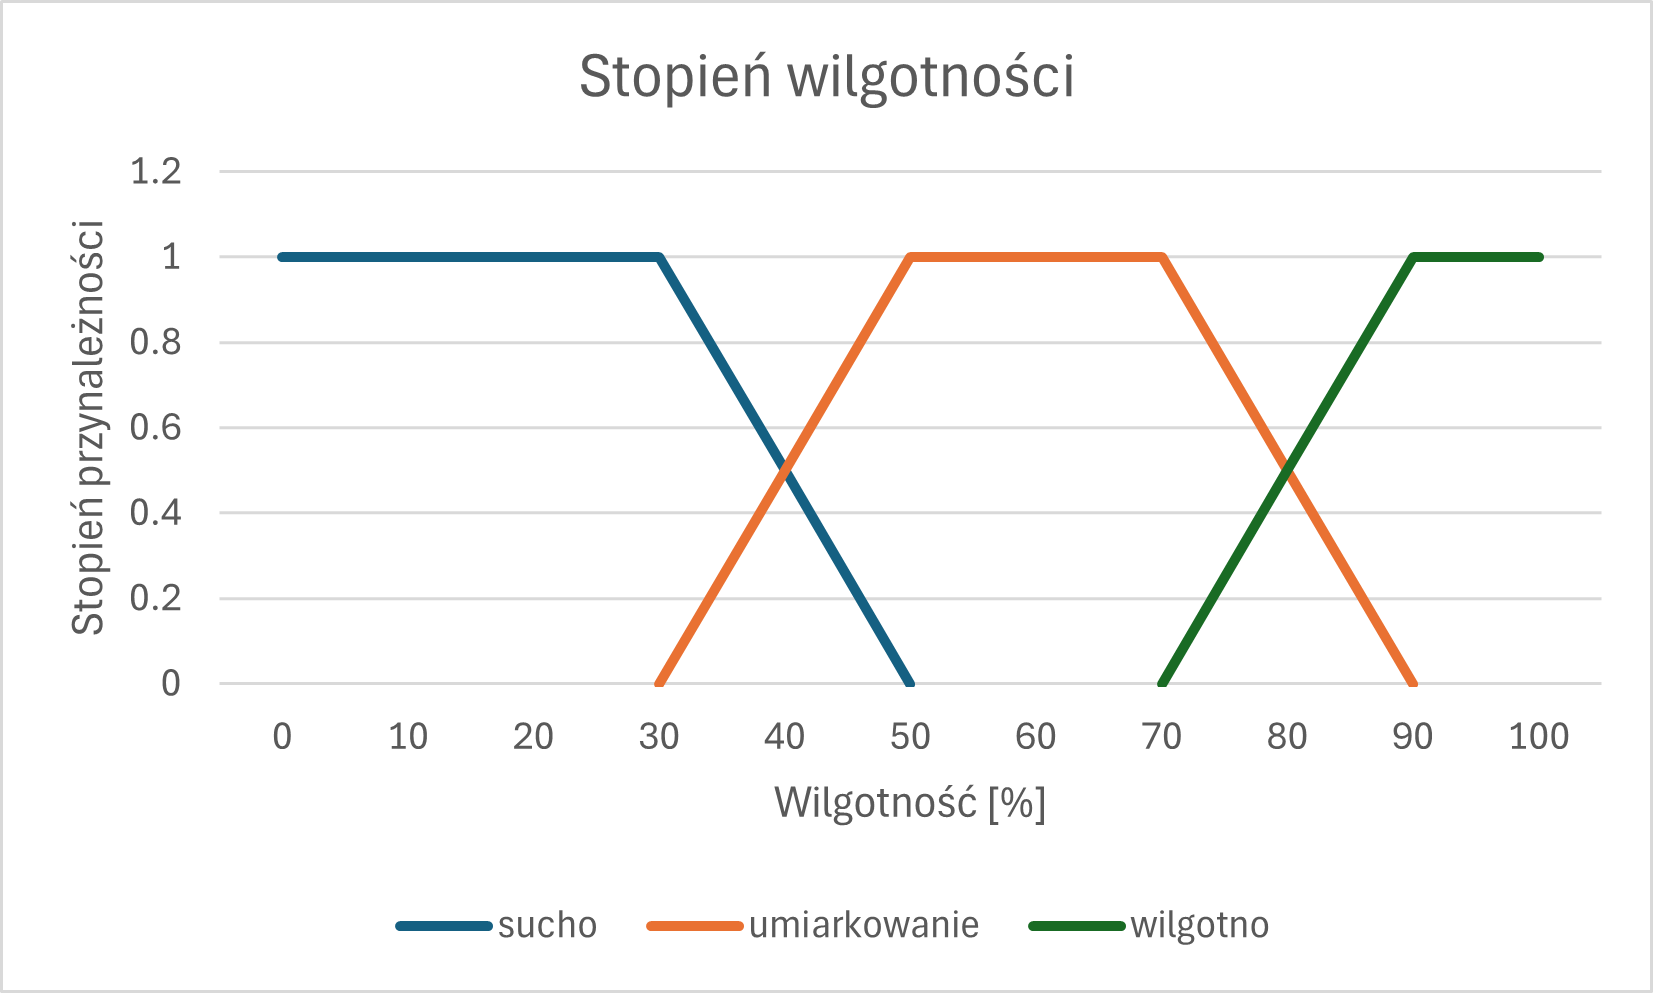 Stopień wilgotności
Stopień przynależności
1.2
1
0.8
0.6
0.4
0.2
0
0 10 20 30 40 50 60 70 80 90 100
Wilgotność [%]
sucho umiarkowanie wilgotno